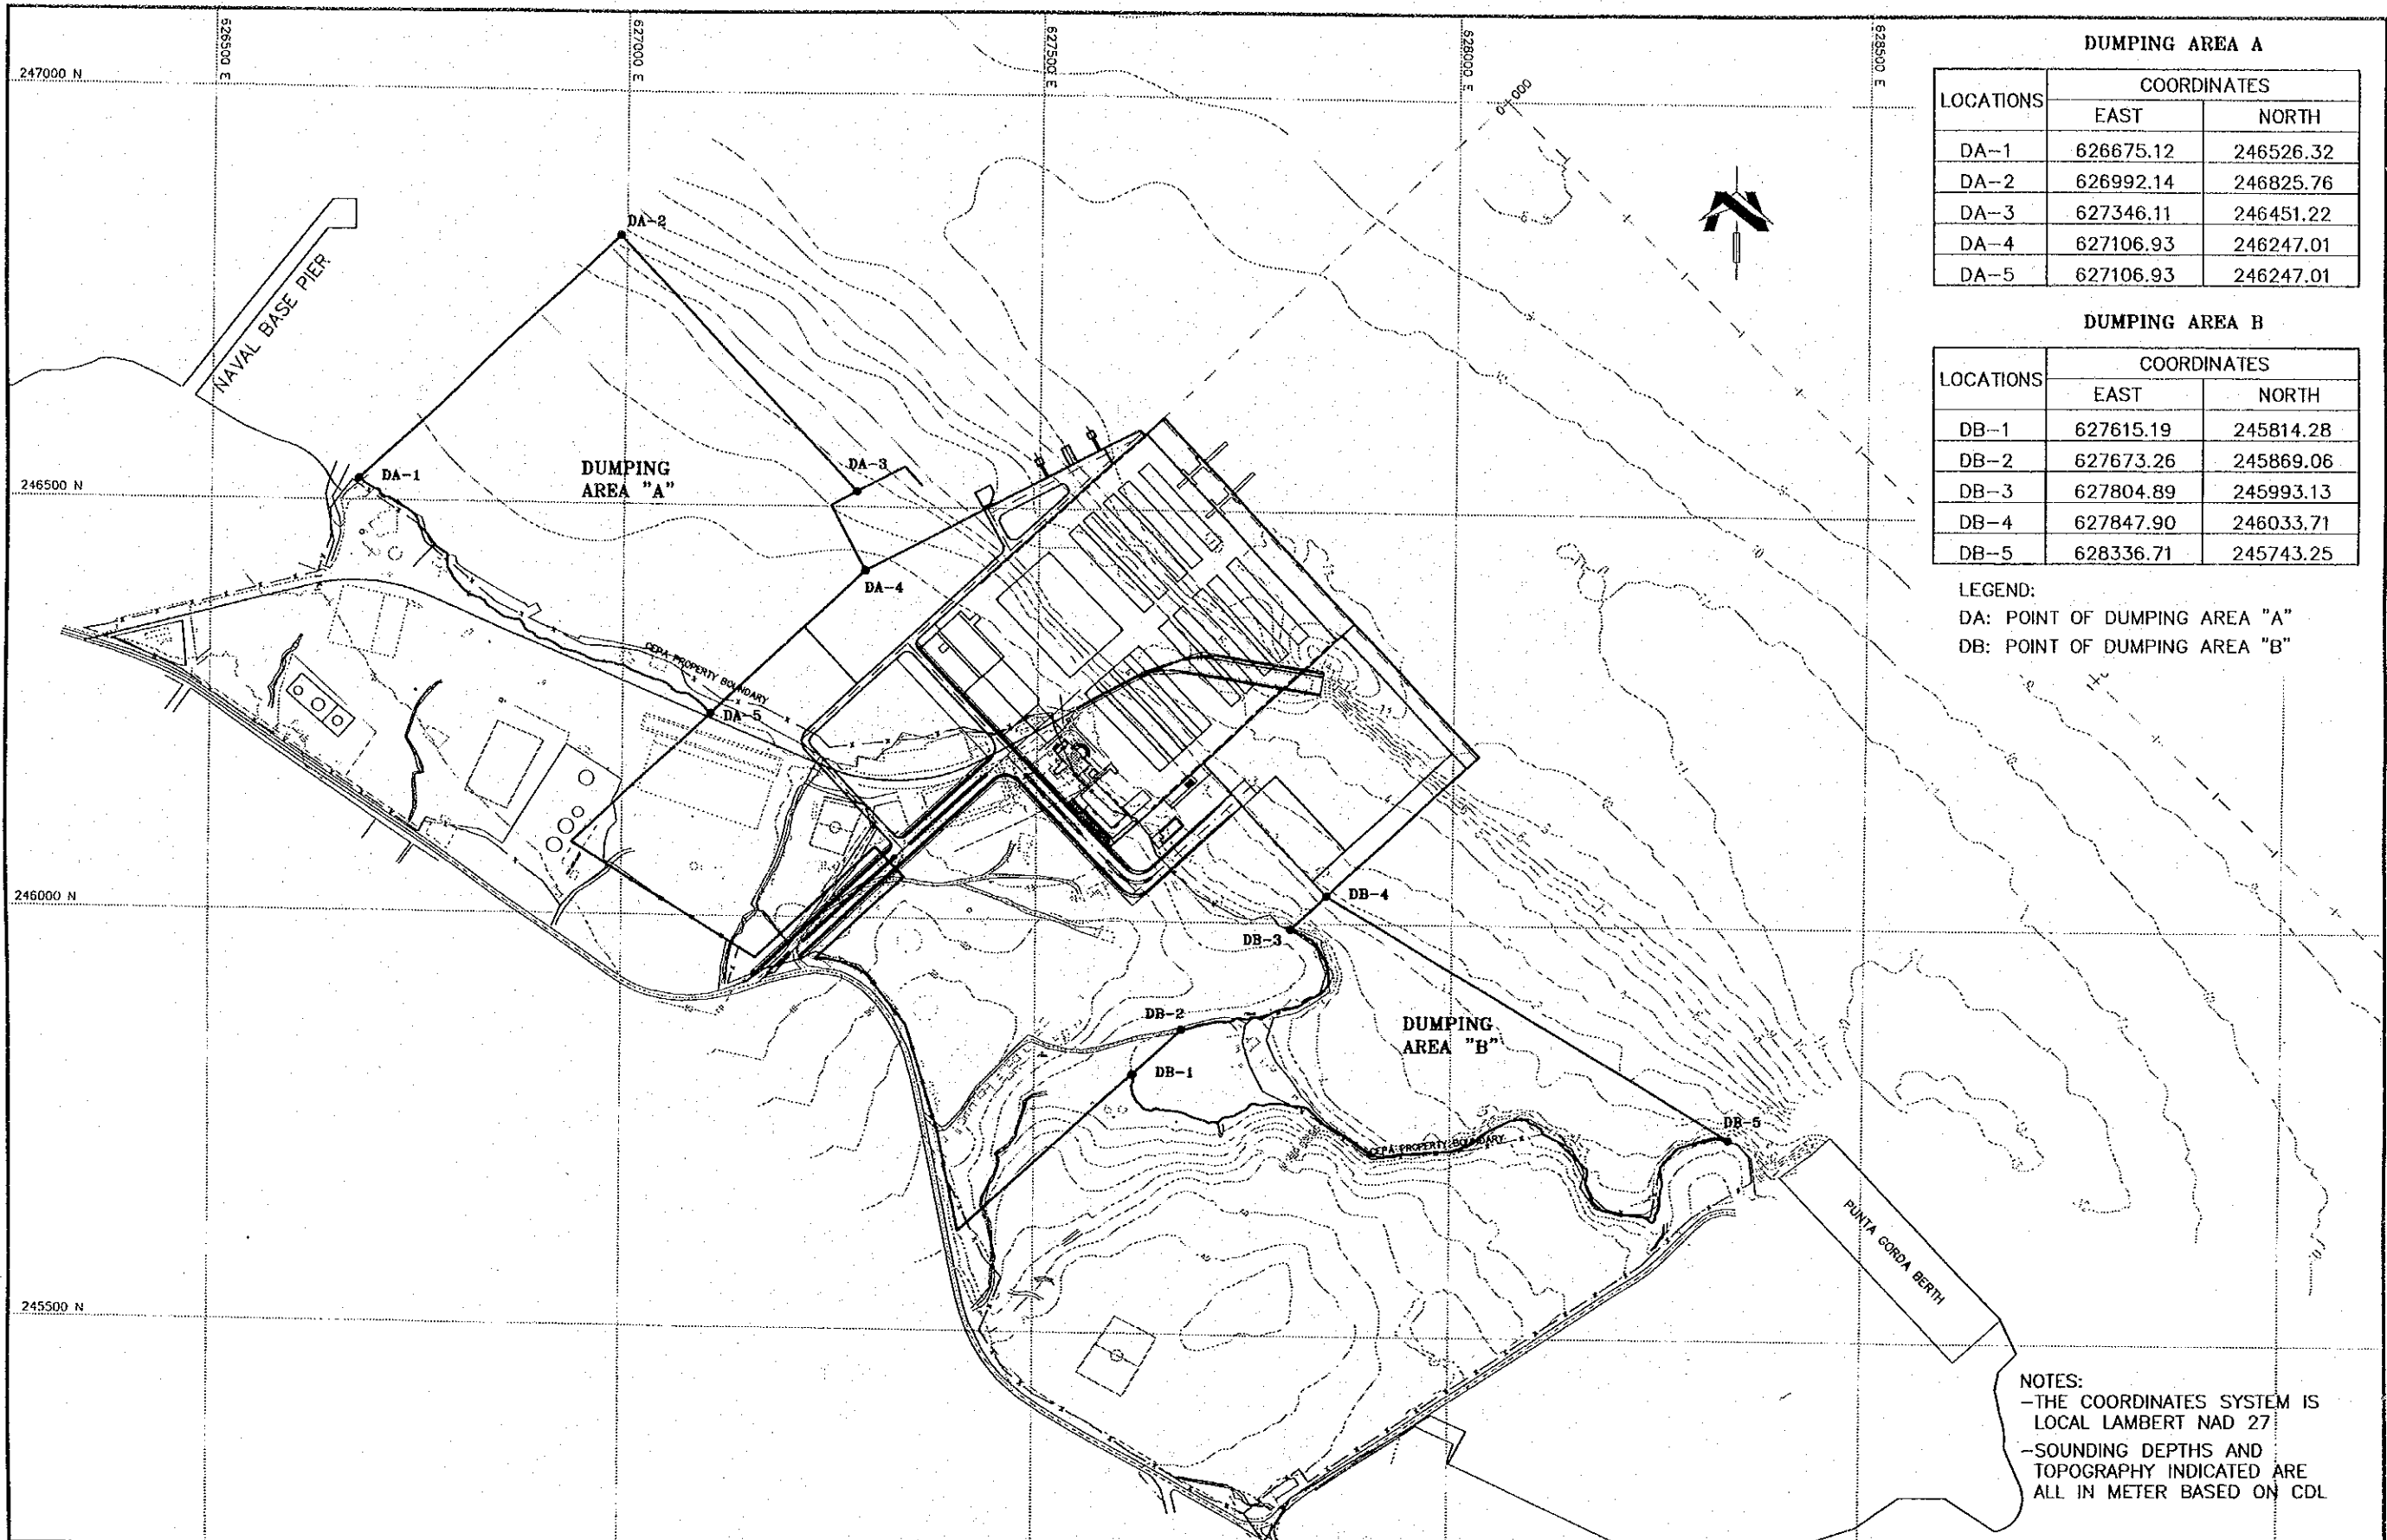 626500 E
627000 E
627500 E
628000 E
628500 E
247000 N
246500 N
246000 N
245500 N
0+000
DUMPING AREA A
LOCATIONS COORDINATES
EAST NORTH
DA-1 626675.12 246526.32
DA-2 626992.14 246825.76
DA-3 627346.11 246451.22
DA-4 627106.93 246247.01
DA-5 627106.93 246247.01
DUMPING AREA B
LOCATIONS COORDINATES
EAST NORTH
DB-1 627615.19 245814.28
DB-2 627673.26 245869.06
DB-3 627804.89 245993.13
DB-4 627847.90 246033.71
DB-5 628336.71 245743.25
LEGEND:
DA: POINT OF DUMPING AREA "A"
DB: POINT OF DUMPING AREA "B"
NAVAL BASE PIER
DA-2
DA-1
DUMPING
AREA "A"
DA-3
DA-4
CEPA PROPERTY BOUNDARY
DA-5
DB-4
DB-3
DB-2
DUMPING
AREA "B"
DB-1
DB-5
CEPA PROPERTY BOUNDARY
PUNTA GORDA BERTH
NOTES:
-THE COORDINATES SYSTEM IS
LOCAL LAMBERT NAD 27
-SOUNDING DEPTHS AND
TOPOGRAPHY INDICATED ARE
ALL IN METER BASED ON CDL